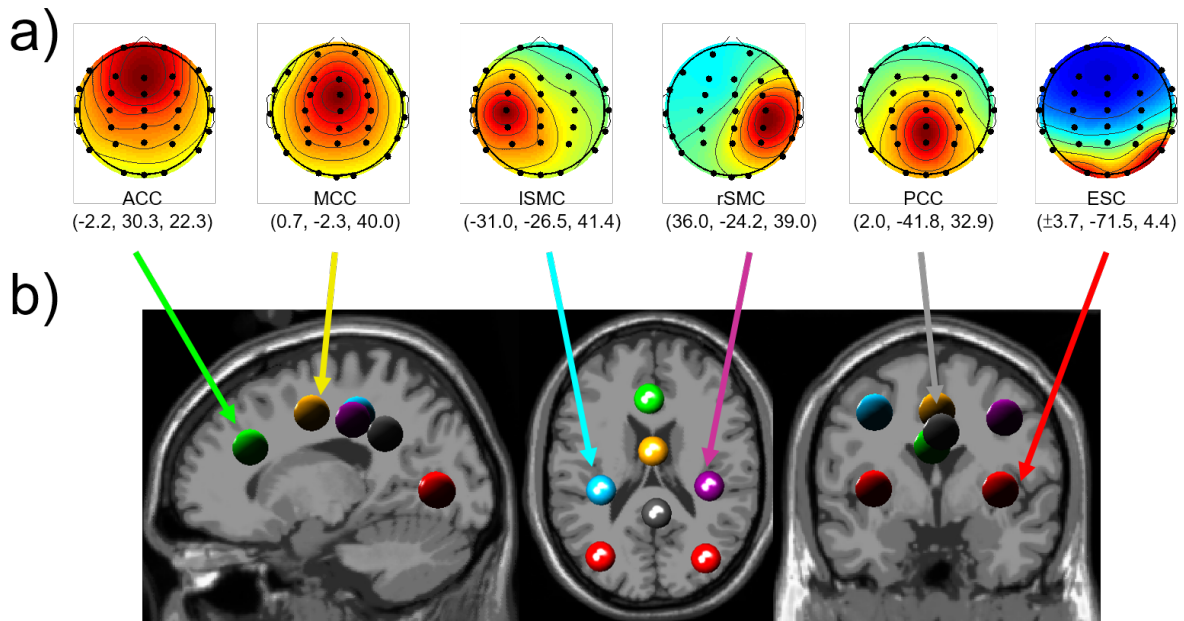 a)
ACC MCC lSMC rSMC PCC ESC
(-2.2, 30.3, 22.3) (0.7, -2.3, 40.0) (-31.0, -26.5, 41.4) (36.0, -24.2, 39.0) (2.0, -41.8, 32.9) (±3.7, -71.5, 4.4)
b)